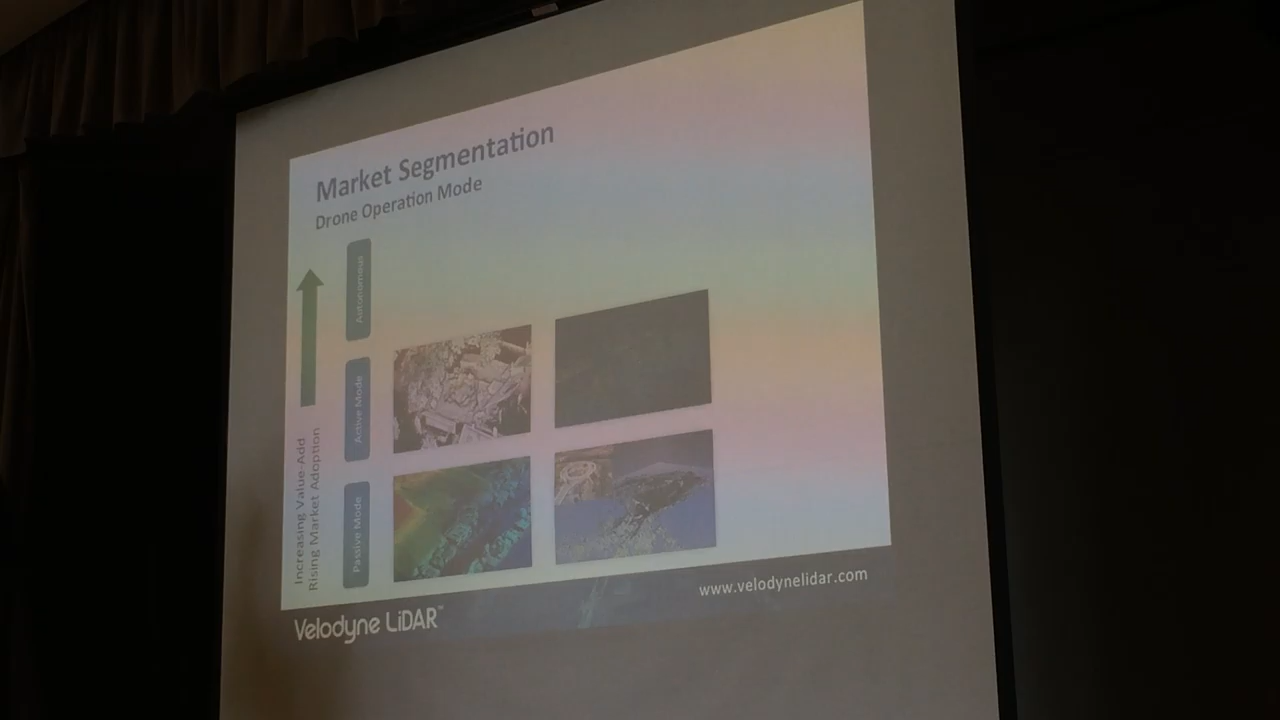 Market Segmentation
Drone Operation Mode
Autonomous
Active Mode
Passive Mode
Increasing Value-Add
Rising Market Adoption
Velodyne LiDAR™
www.velodynelidar.com